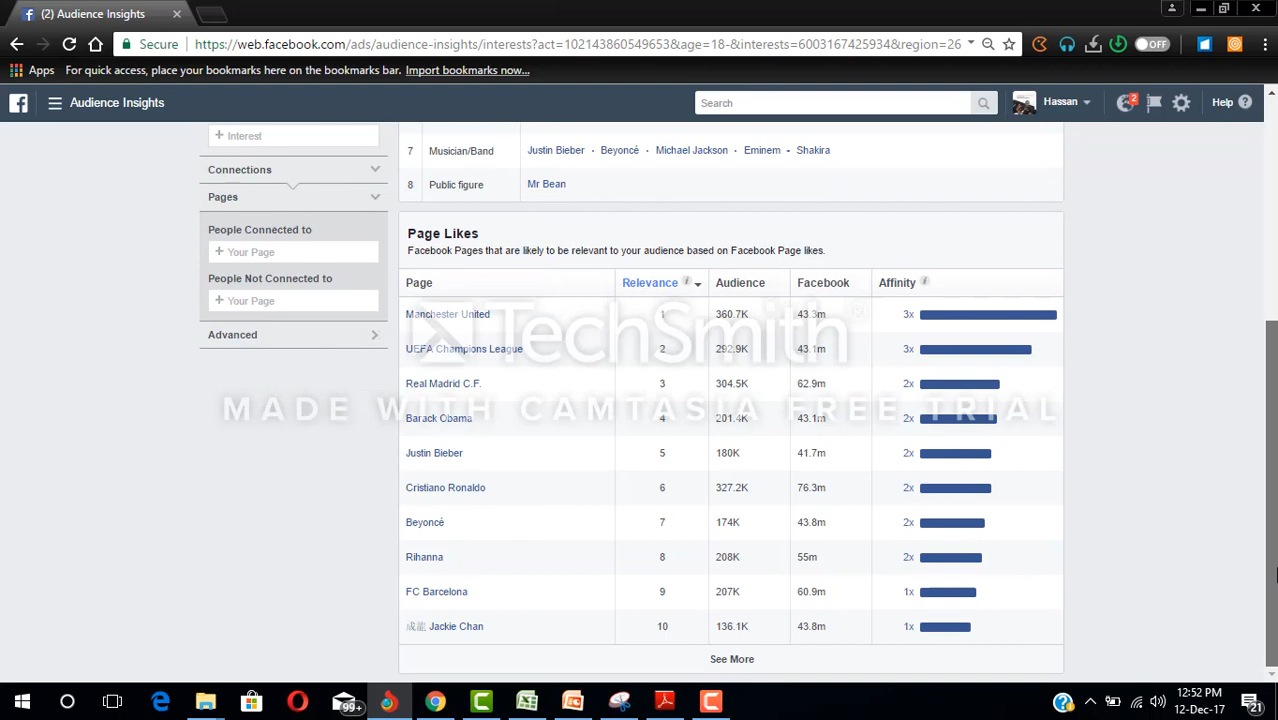 (2) Audience Insights
Secure https://web.facebook.com/ads/audience-insights/interests?act=102143860549653&age=18-&interests=60031674259​34&region=26 OFF
Apps For quick access, place your bookmarks here on the bookmarks bar. Import bookmarks now...
Audience Insights Search Hassan 2 Help
+ Interest
7 Musician/Band Justin Bieber · Beyoncé · Michael Jackson · Eminem · Shakira
Connections
8 Public figure Mr Bean
Pages
People Connected to
+ Your Page
People Not Connected to
+ Your Page
Advanced
Page Likes
Facebook Pages that are likely to be relevant to your audience based on Facebook Page likes.
Page Relevance Audience Facebook Affinity
Manchester United 1 360.7K 43.3m 3x
UEFA Champions League 2 292.9K 43.1m 3x
Real Madrid C.F. 3 304.5K 62.9m 2x
Barack Obama 4 201.4K 43.1m 2x
Justin Bieber 5 180K 41.7m 2x
Cristiano Ronaldo 6 327.2K 76.3m 2x
Beyoncé 7 174K 43.8m 2x
Rihanna 8 208K 55m 2x
FC Barcelona 9 207K 60.9m 1x
成龍 Jackie Chan 10 136.1K 43.8m 1x
See More
TechSmith
MADE WITH CAMTASIA FREE TRIAL
99+
12:52 PM
12-Dec-17
21